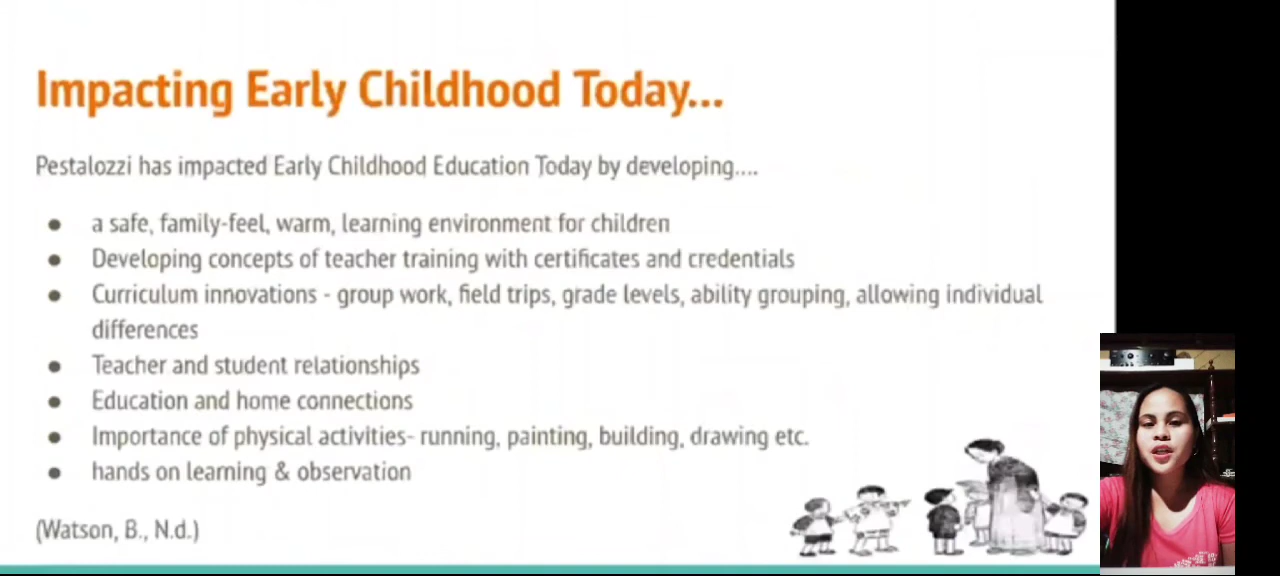 Impacting Early Childhood Today...
Pestalozzi has impacted Early Childhood Education Today by developing....
● a safe, family-feel, warm, learning environment for children
● Developing concepts of teacher training with certificates and credentials
● Curriculum innovations - group work, field trips, grade levels, ability grouping, allowing individual
differences
● Teacher and student relationships
● Education and home connections
● Importance of physical activities- running, painting, building, drawing etc.
● hands on learning & observation
(Watson, B., N.d.)